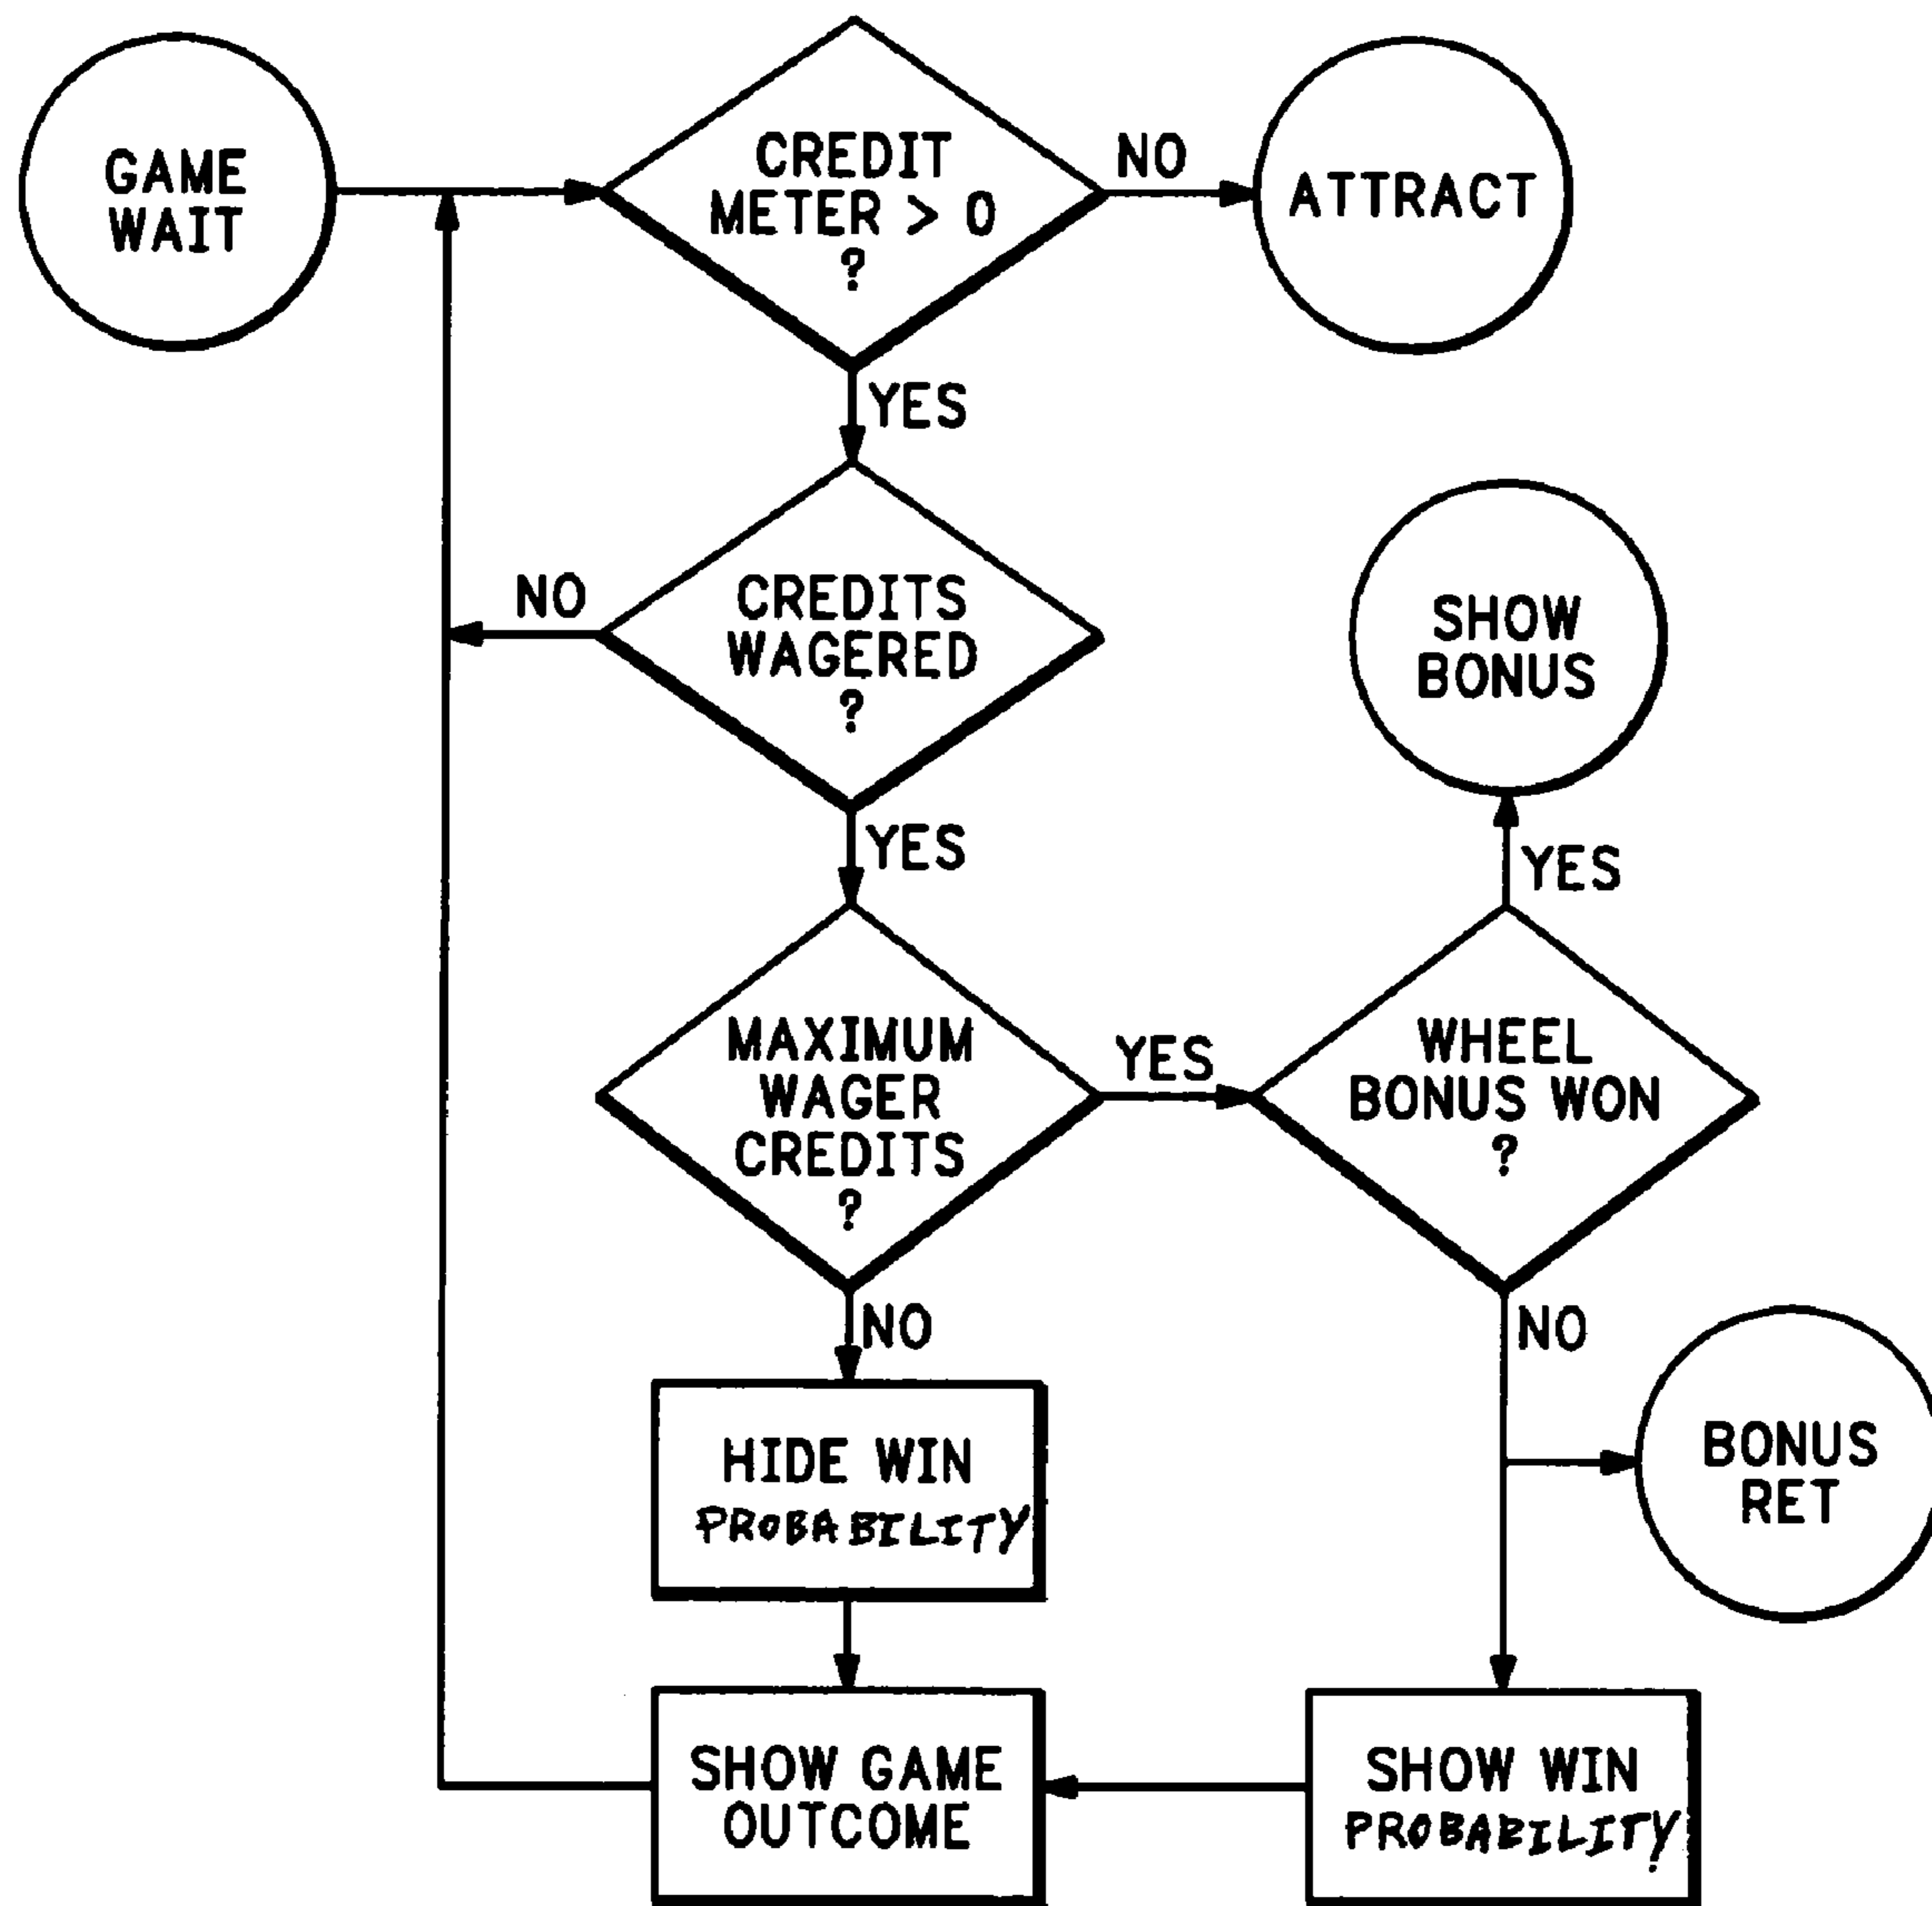 GAME
WAIT
CREDIT
METER > 0
?
NO
ATTRACT
YES
CREDITS
WAGERED
?
NO
YES
SHOW
BONUS
YES
MAXIMUM
WAGER
CREDITS
?
YES
WHEEL
BONUS WON
?
NO
NO
HIDE WIN
PROBABILITY
BONUS
RET
SHOW GAME
OUTCOME
SHOW WIN
PROBABILITY